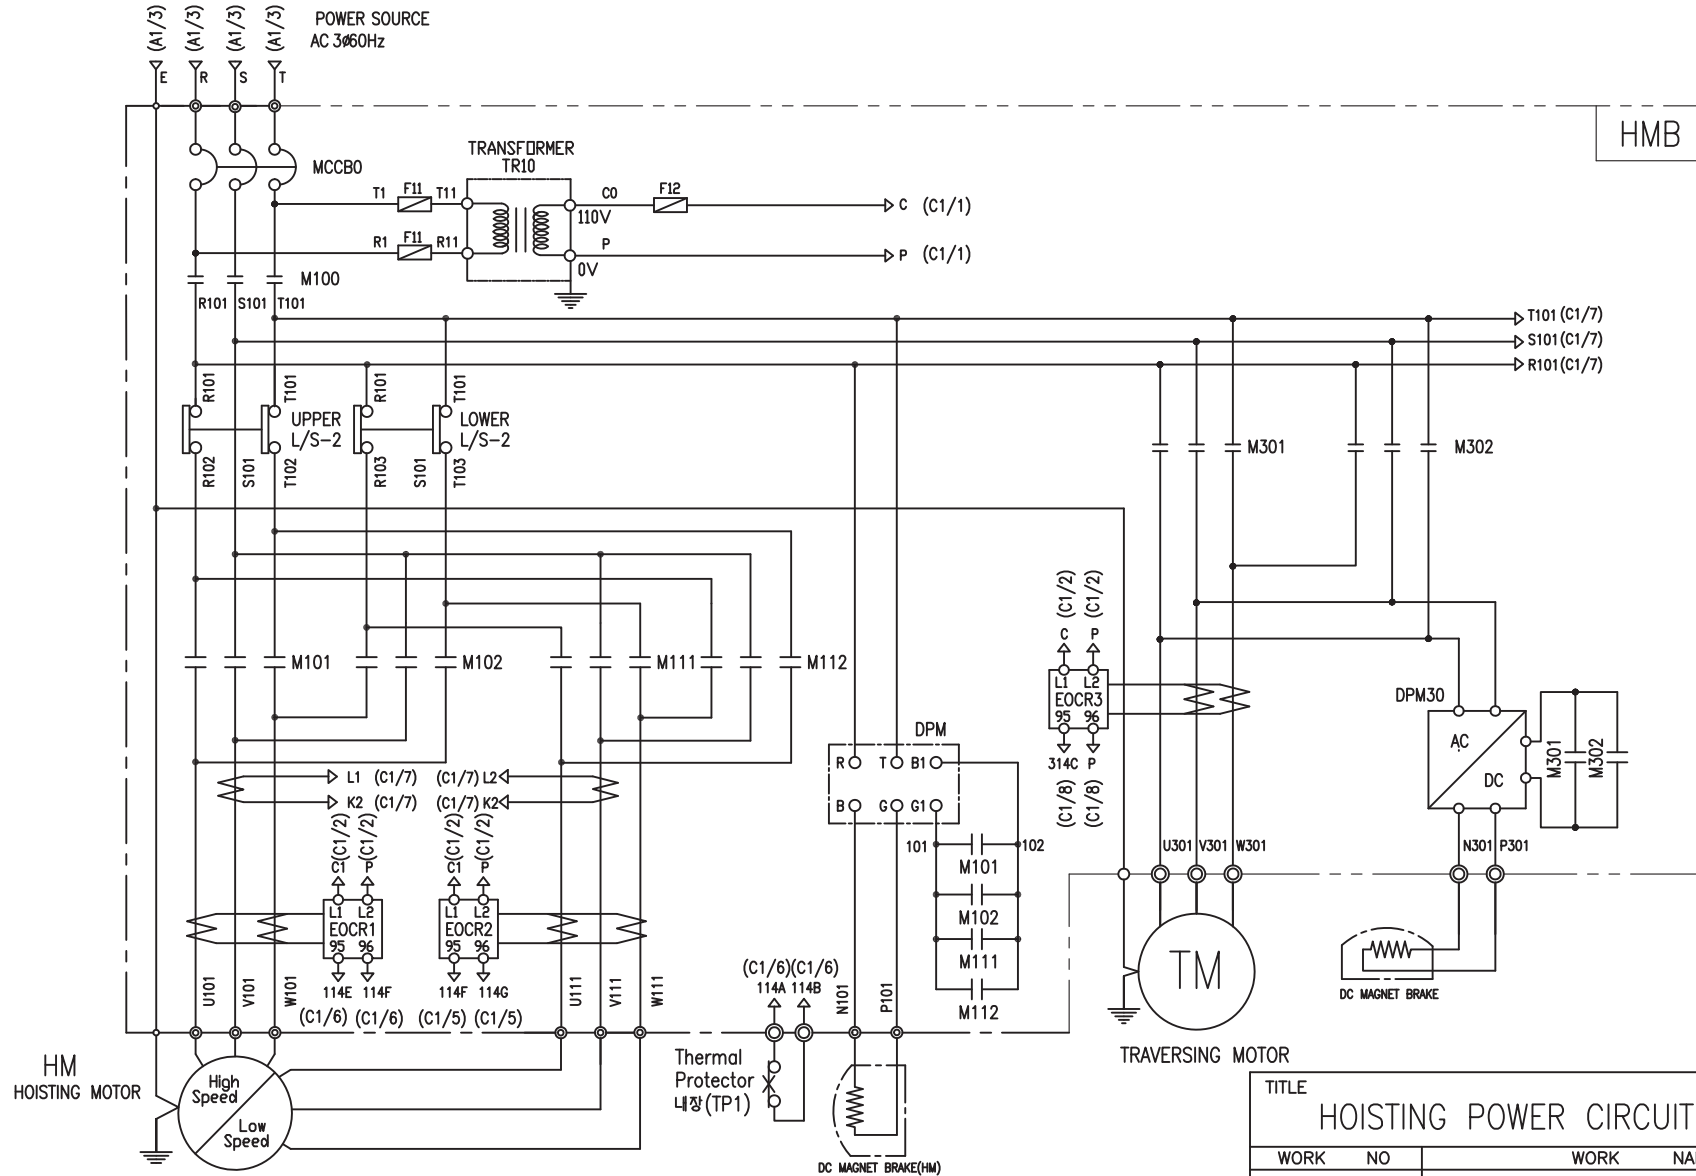 (A1/3) (A1/3) (A1/3) (A1/3)
POWER SOURCE
AC 3ø60Hz
E R S T
HMB
MCCB0
TRANSFORMER
TR10
T1 F11 T11
C0 F12
110V
C (C1/1)
R1 F11 R11
P
0V
P (C1/1)
M100
R101 S101 T101
T101 (C1/7)
S101 (C1/7)
R101 (C1/7)
R101 T101 R101 T101
UPPER
L/S-2
LOWER
L/S-2
R102 S101 T102 R103 S101 T103
M301 M302
M101 M102 M111 M112
(C1/2) (C1/2)
C P
L1 L2
EOCR3
95 96
314C P
(C1/8) (C1/8)
DPM30
AC
DC
M301 M302
DPM
R T B1
B G G1
101 102
M101
M102
M111
M112
L1 (C1/7) (C1/7) L2
K2 (C1/7) (C1/7) K2
(C1/2) (C1/2) (C1/2) (C1/2)
C1 P C1 P
L1 L2 L1 L2
EOCR1 EOCR2
95 96 95 96
114E 114F 114F 114G
(C1/6) (C1/6) (C1/5) (C1/5)
U101 V101 W101 U111 V111 W111
(C1/6) (C1/6)
114A 114B
N101 P101
U301 V301 W301
N301 P301
TM
TRAVERSING MOTOR
DC MAGNET BRAKE
HM
HOISTING MOTOR
High
Speed
Low
Speed
Thermal
Protector
내장(TP1)
DC MAGNET BRAKE(HM)
TITLE
HOISTING POWER CIRCUIT
WORK NO WORK NA